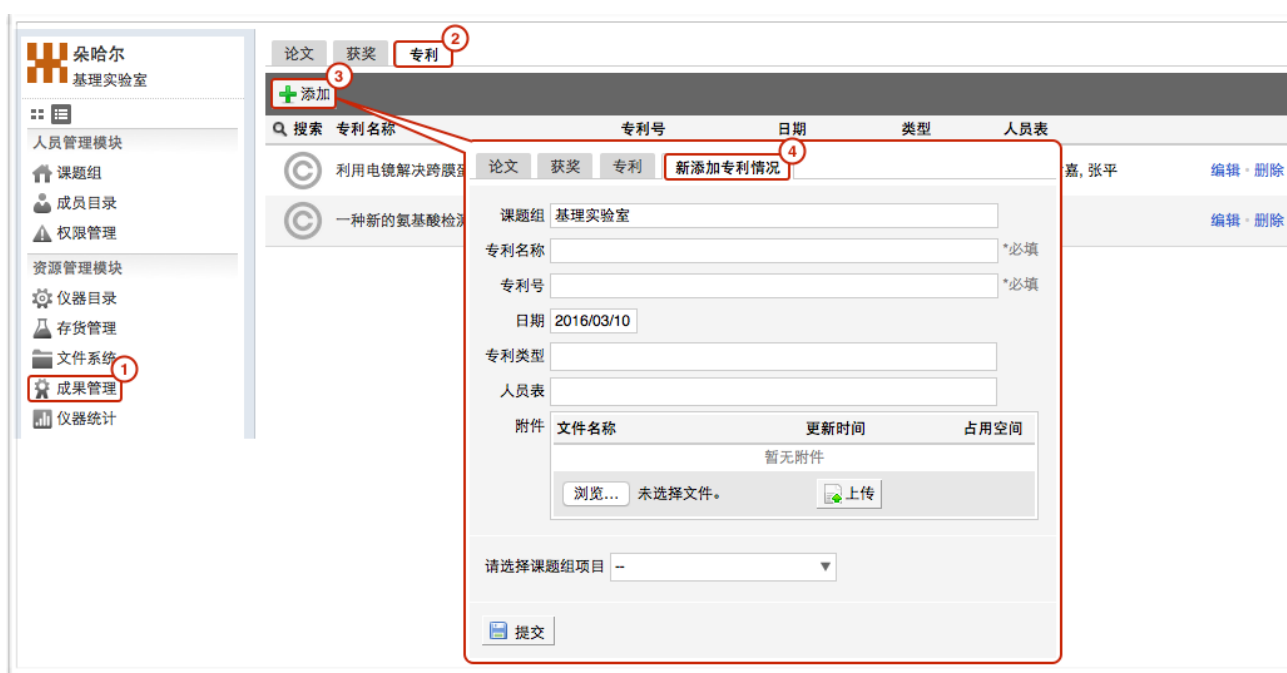 朵哈尔
基理实验室
人员管理模块
课题组
成员目录
权限管理
资源管理模块
仪器目录
存货管理
文件系统
1
成果管理
仪器统计
论文 获奖 专利 2
添加 3
搜索 专利名称 专利号 日期 类型 人员表
利用电镜解决跨膜 嘉, 张平 编辑 · 删除
一种新的氨基酸检测 编辑 · 删除
论文 获奖 专利 新添加专利情况 4
课题组 基理实验室
专利名称 *必填
专利号 *必填
日期 2016/03/10
专利类型
人员表
附件 文件名称 更新时间 占用空间
暂无附件
浏览... 未选择文件。 上传
请选择课题组项目 --
提交